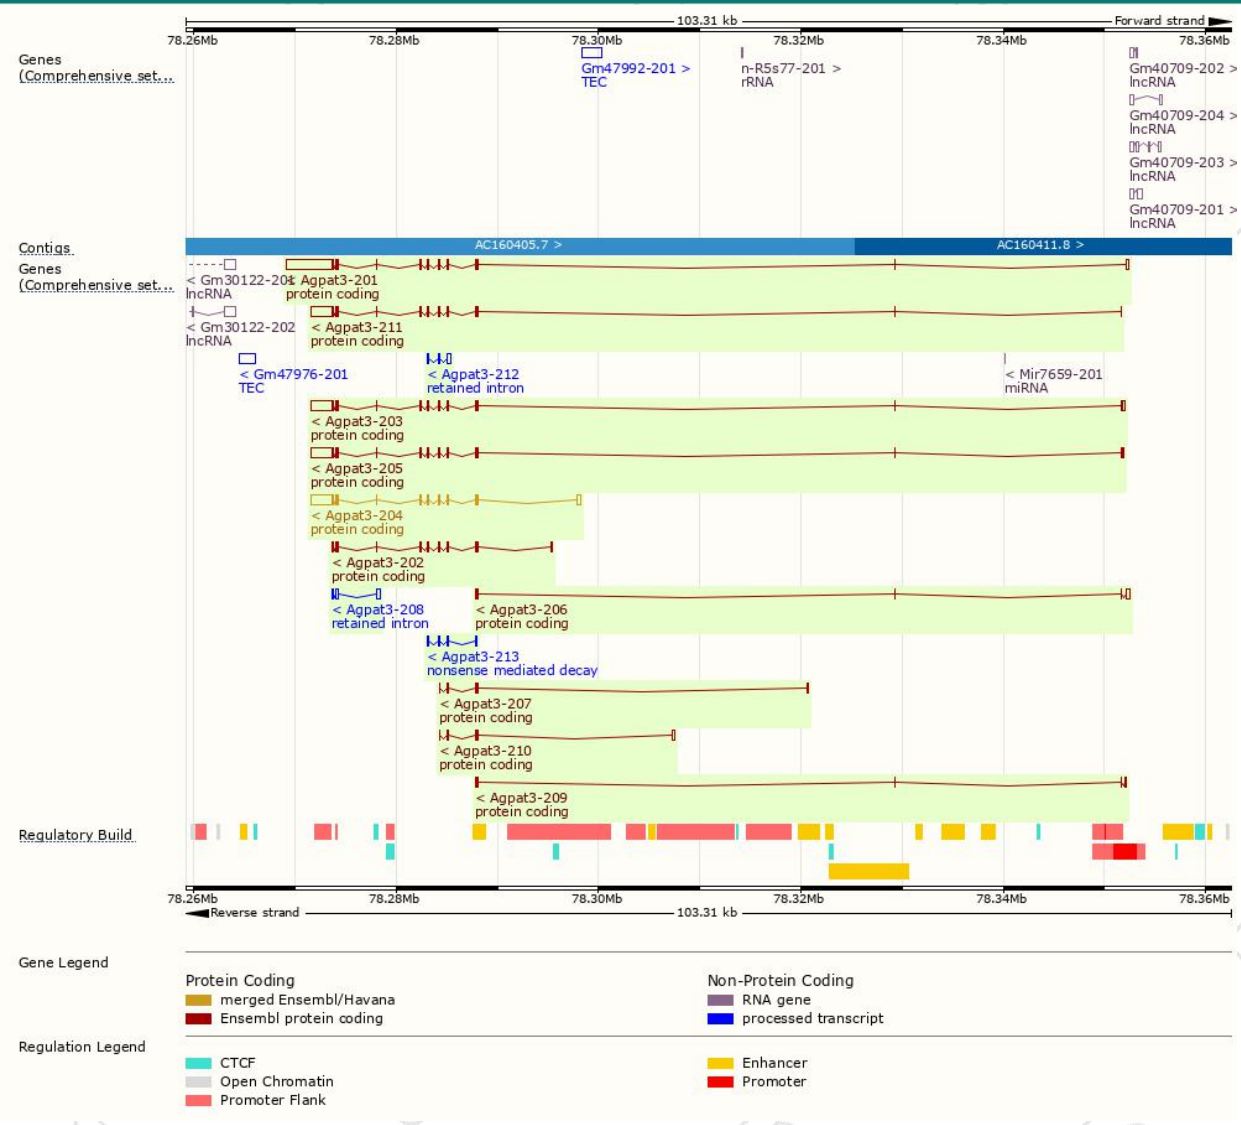 103.31 kb Forward strand
78.26Mb 78.28Mb 78.30Mb 78.32Mb 78.34Mb 78.36Mb
Genes
(Comprehensive set...
Gm47992-201 >
TEC
n-R5s77-201 >
rRNA
Gm40709-202 >
lncRNA
Gm40709-204 >
lncRNA
Gm40709-203 >
lncRNA
Gm40709-201 >
lncRNA
Contigs
AC160405.7 > AC160411.8 >
Genes
(Comprehensive set...
< Gm30122-201
lncRNA
< Agpat3-201
protein coding
< Gm30122-202
lncRNA
< Agpat3-211
protein coding
< Gm47976-201
TEC
< Agpat3-212
retained intron
< Mir7659-201
miRNA
< Agpat3-203
protein coding
< Agpat3-205
protein coding
< Agpat3-204
protein coding
< Agpat3-202
protein coding
< Agpat3-208
retained intron
< Agpat3-206
protein coding
< Agpat3-213
nonsense mediated decay
< Agpat3-207
protein coding
< Agpat3-210
protein coding
< Agpat3-209
protein coding
Regulatory Build
78.26Mb 78.28Mb 78.30Mb 78.32Mb 78.34Mb 78.36Mb
Reverse strand 103.31 kb
Gene Legend
Protein Coding
merged Ensembl/Havana
Ensembl protein coding
Non-Protein Coding
RNA gene
processed transcript
Regulation Legend
CTCF
Open Chromatin
Promoter Flank
Enhancer
Promoter